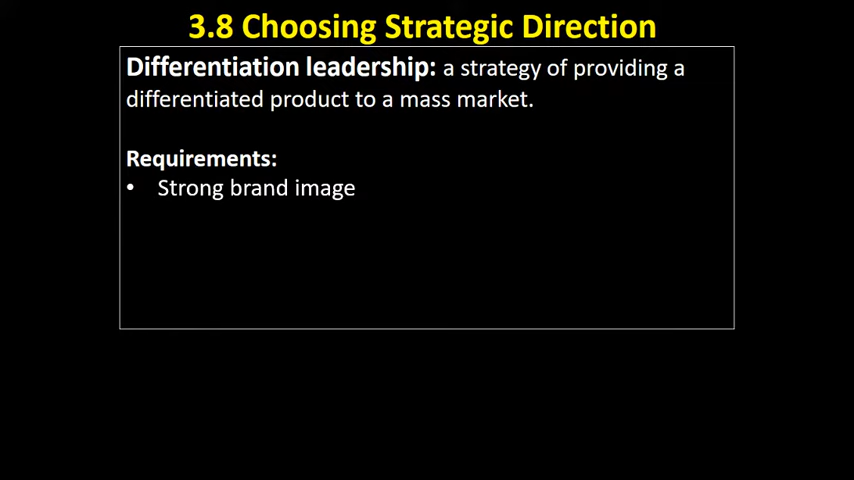 3.8 Choosing Strategic Direction
Differentiation leadership: a strategy of providing a
differentiated product to a mass market.
Requirements:
• Strong brand image